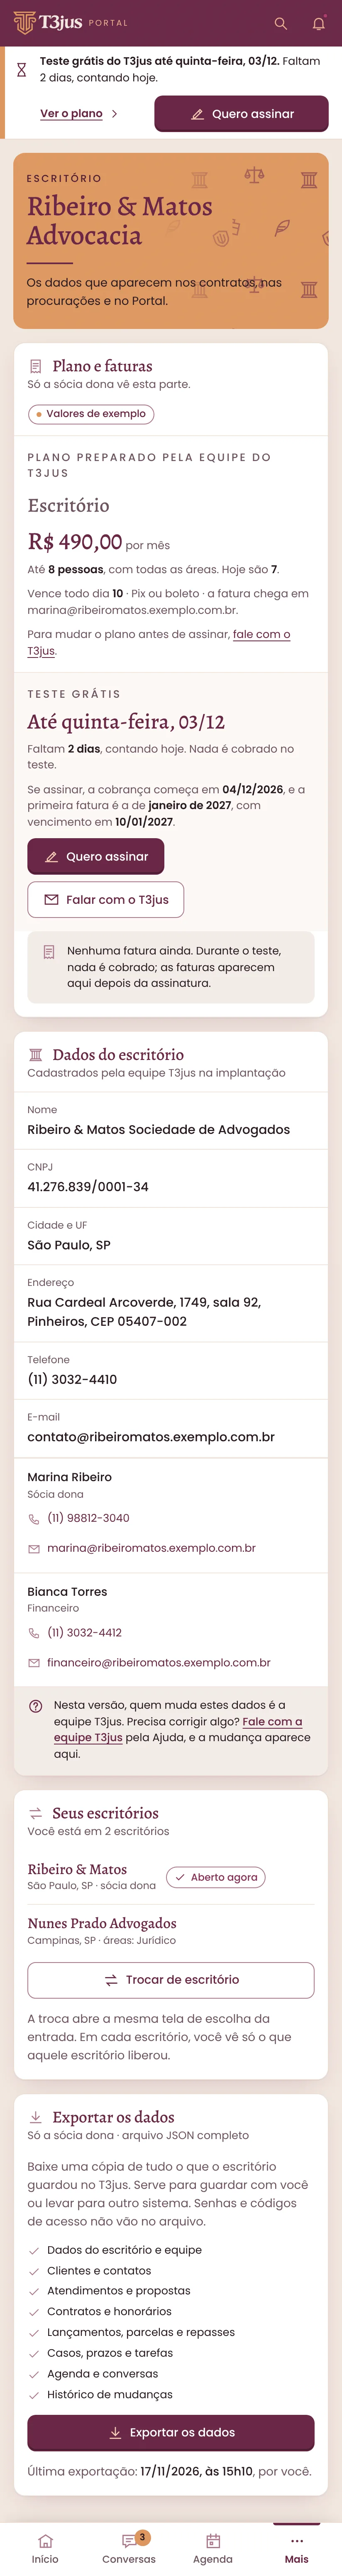 T3jus PORTAL
Teste grátis do T3jus até quinta-feira, 03/12. Faltam
2 dias, contando hoje.
Ver o plano
Quero assinar
ESCRITÓRIO
Ribeiro & Matos
Advocacia
Os dados que aparecem nos contratos, nas
procurações e no Portal.
Plano e faturas
Só a sócia dona vê esta parte.
Valores de exemplo
PLANO PREPARADO PELA EQUIPE DO
T3JUS
Escritório
R$ 490,00 por mês
Até 8 pessoas, com todas as áreas. Hoje são 7.
Vence todo dia 10 · Pix ou boleto · a fatura chega em
marina@ribeiromatos.exemplo.com.br.
Para mudar o plano antes de assinar, fale com o
T3jus.
TESTE GRÁTIS
Até quinta-feira, 03/12
Faltam 2 dias, contando hoje. Nada é cobrado no
teste.
Se assinar, a cobrança começa em 04/12/2026, e a
primeira fatura é a de janeiro de 2027, com
vencimento em 10/01/2027.
Quero assinar
Falar com o T3jus
Nenhuma fatura ainda. Durante o teste,
nada é cobrado; as faturas aparecem
aqui depois da assinatura.
Dados do escritório
Cadastrados pela equipe T3jus na implantação
Nome
Ribeiro & Matos Sociedade de Advogados
CNPJ
41.276.839/0001-34
Cidade e UF
São Paulo, SP
Endereço
Rua Cardeal Arcoverde, 1749, sala 92,
Pinheiros, CEP 05407-002
Telefone
(11) 3032-4410
E-mail
contato@ribeiromatos.exemplo.com.br
Marina Ribeiro
Sócia dona
(11) 98812-3040
marina@ribeiromatos.exemplo.com.br
Bianca Torres
Financeiro
(11) 3032-4412
financeiro@ribeiromatos.exemplo.com.br
Nesta versão, quem muda estes dados é a
equipe T3jus. Precisa corrigir algo? Fale com a
equipe T3jus pela Ajuda, e a mudança aparece
aqui.
Seus escritórios
Você está em 2 escritórios
Ribeiro & Matos
São Paulo, SP · sócia dona
Aberto agora
Nunes Prado Advogados
Campinas, SP · áreas: Jurídico
Trocar de escritório
A troca abre a mesma tela de escolha da
entrada. Em cada escritório, você vê só o que
aquele escritório liberou.
Exportar os dados
Só a sócia dona · arquivo JSON completo
Baixe uma cópia de tudo o que o escritório
guardou no T3jus. Serve para guardar com você
ou levar para outro sistema. Senhas e códigos
de acesso não vão no arquivo.
Dados do escritório e equipe
Clientes e contatos
Atendimentos e propostas
Contratos e honorários
Lançamentos, parcelas e repasses
Casos, prazos e tarefas
Agenda e conversas
Histórico de mudanças
Exportar os dados
Última exportação: 17/11/2026, às 15h10, por você.
3
Início
Conversas
Agenda
Mais